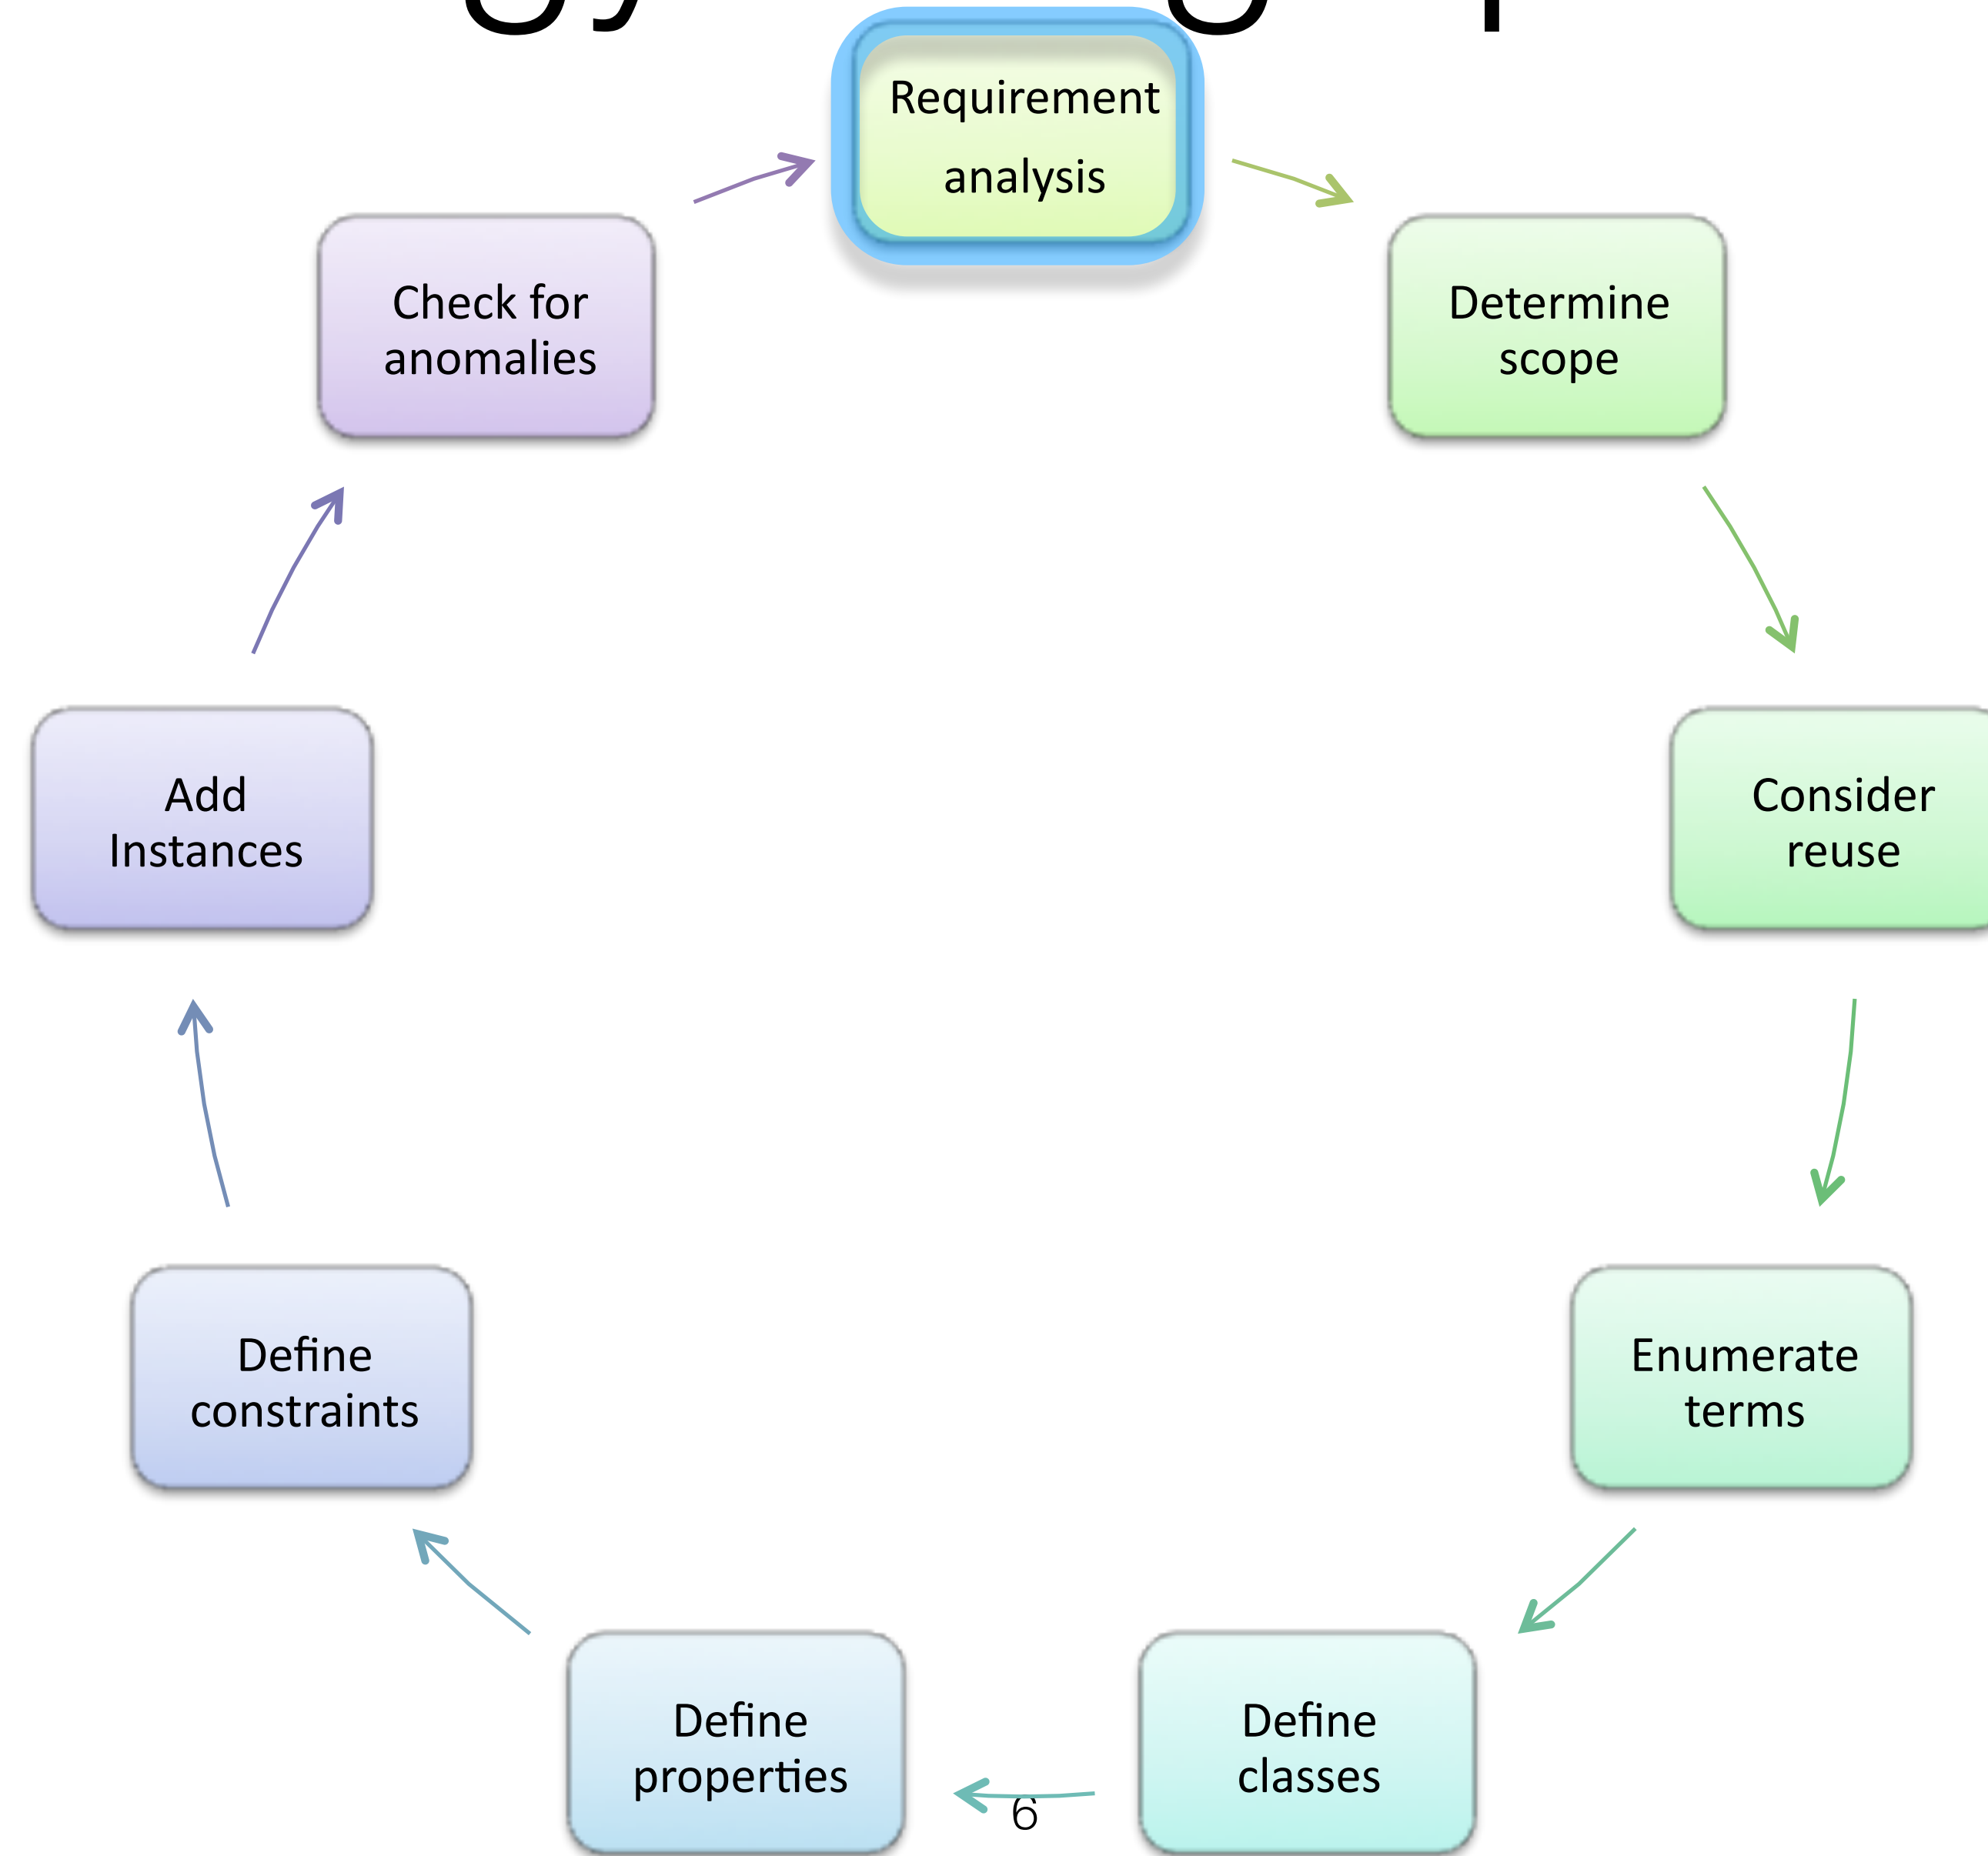 Requirement
analysis
Determine
scope
Consider
reuse
Enumerate
terms
Define
classes
Define
properties
Define
constraints
Add
Instances
Check for
anomalies
6